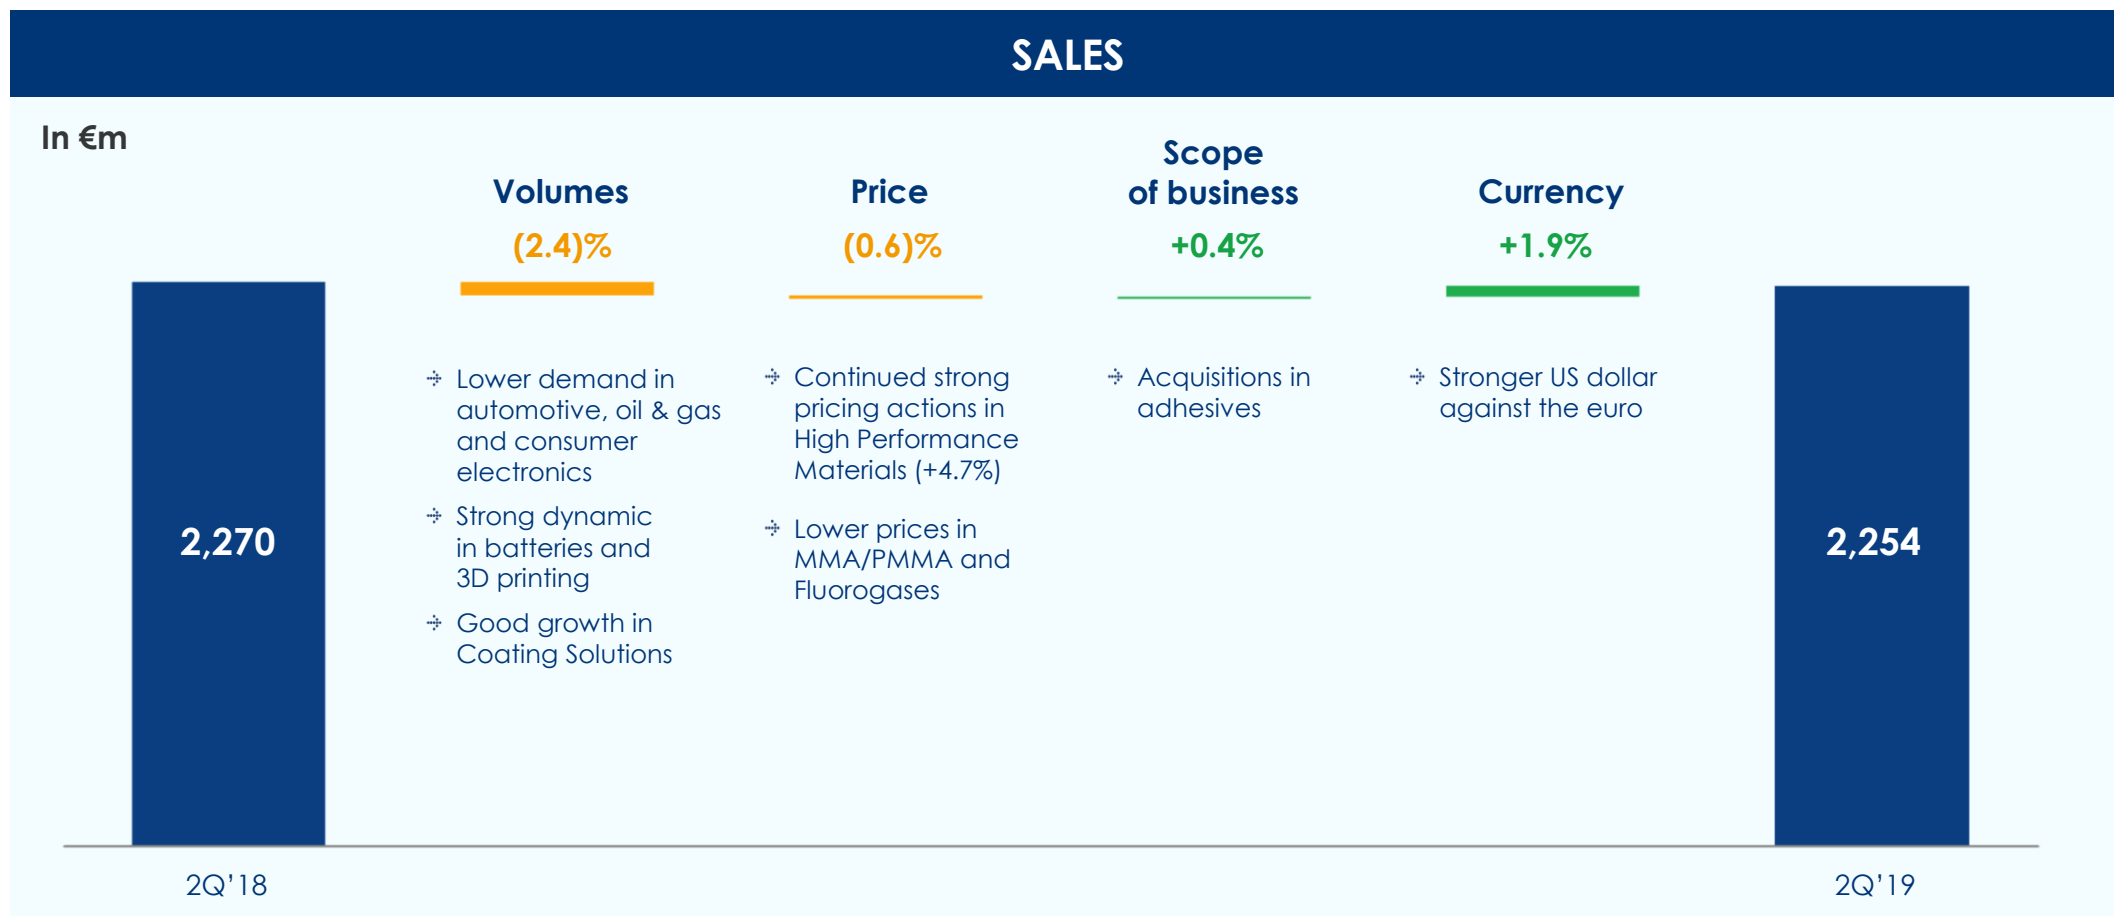 SALES
In €m
Volumes
(2.4)%
Price
(0.6)%
Scope
of business
+0.4%
Currency
+1.9%
2,270
Lower demand in
automotive, oil & gas
and consumer
electronics
Strong dynamic
in batteries and
3D printing
Good growth in
Coating Solutions
Continued strong
pricing actions in
High Performance
Materials (+4.7%)
Lower prices in
MMA/PMMA and
Fluorogases
Acquisitions in
adhesives
Stronger US dollar
against the euro
2,254
2Q’18
2Q’19